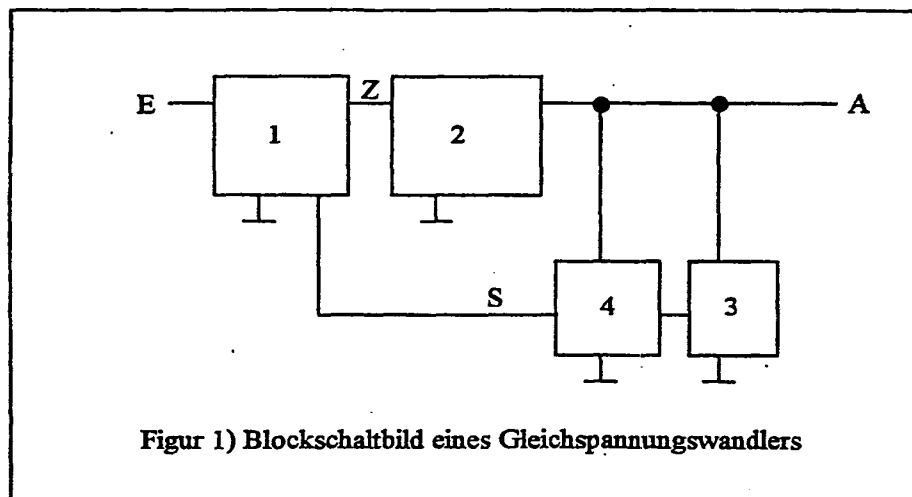 E
1
Z
2
A
S
4
3
Figur 1) Blockschaltbild eines Gleichspannungswandlers